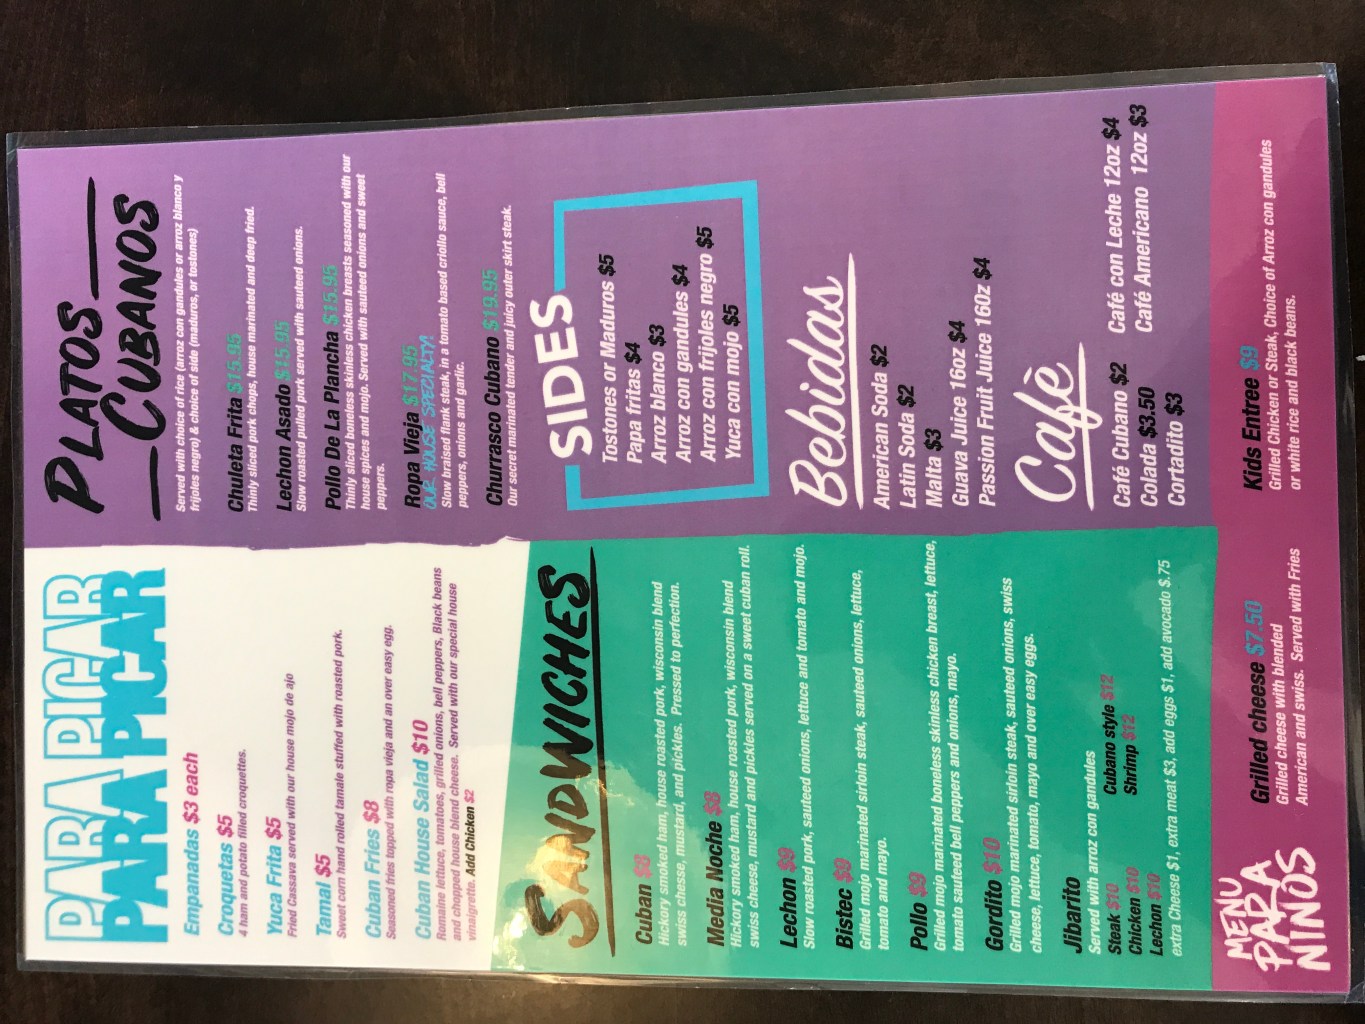 PARA PICAR
PARA PICAR
Empanadas $3 each
Croquetas $5
4 ham and potato filled croquettes.
Yuca Frita $5
Fried Cassava served with our house mojo de ajo
Tamal $5
Sweet corn hand rolled tamale stuffed with roasted pork.
Cuban Fries $8
Seasoned fries topped with ropa vieja and an over easy egg.
Cuban House Salad $10
Romaine lettuce, tomatoes, grilled onions, bell peppers, Black beans
and chopped house blend cheese. Served with our special house
vinaigrette. Add Chicken $2
SANDWICHES
Cuban $8
Hickory smoked ham, house roasted pork, wisconsin blend
swiss chesse, mustard, and pickles. Pressed to perfection.
Media Noche $8
Hickory smoked ham, house roasted pork, wisconsin blend
swiss cheese, mustard and pickles served on a sweet cuban roll.
Lechon $9
Slow roasted pork, sauteed onions, lettuce and tomato and mojo.
Bistec $9
Grilled mojo marinated sirloin steak, sauteed onions, lettuce,
tomato and mayo.
Pollo $9
Grilled mojo marinated boneless skinless chicken breast, lettuce,
tomato sauteed bell peppers and onions, mayo.
Gordito $10
Grilled mojo marinated sirloin steak, sauteed onions, swiss
cheese, lettuce, tomato, mayo and over easy eggs.
Jibarito
Served with arroz con gandules
Steak $10 Cubano style $12
Chicken $10 Shrimp $12
Lechon $10
extra Cheese $1, extra meat $3, add eggs $1, add avocado $.75
PLATOS
CUBANOS
Served with choice of rice (arroz con gandules or arroz blanco y
frijoles negro) & choice of side (maduros, or tostones)
Chuleta Frita $15.95
Thinly sliced pork chops, house marinated and deep fried.
Lechon Asado $15.95
Slow roasted pulled pork served with sauteed onions.
Pollo De La Plancha $15.95
Thinly sliced boneless skinless chicken breasts seasoned with our
house spices and mojo. Served with sauteed onions and sweet
peppers.
Ropa Vieja $17.95
OUR HOUSE SPECIALTY!
Slow braised flank steak, in a tomato based criollo sauce, bell
peppers, onions and garlic.
Churrasco Cubano $19.95
Our secret marinated tender and juicy outer skirt steak.
SIDES
Tostones or Maduros $5
Papa fritas $4
Arroz blanco $3
Arroz con gandules $4
Arroz con frijoles negro $5
Yuca con mojo $5
Bebidas
American Soda $2
Latin Soda $2
Malta $3
Guava Juice 16oz $4
Passion Fruit Juice 16oz $4
Cafè
Café Cubano $2 Café con Leche 12oz $4
Colada $3.50 Café Americano 12oz $3
Cortadito $3
MENU
PARA
NINOS
Grilled cheese $7.50
Grilled cheese with blended
American and swiss. Served with Fries
Kids Entree $9
Grilled Chicken or Steak, Choice of Arroz con gandules
or white rice and black beans.